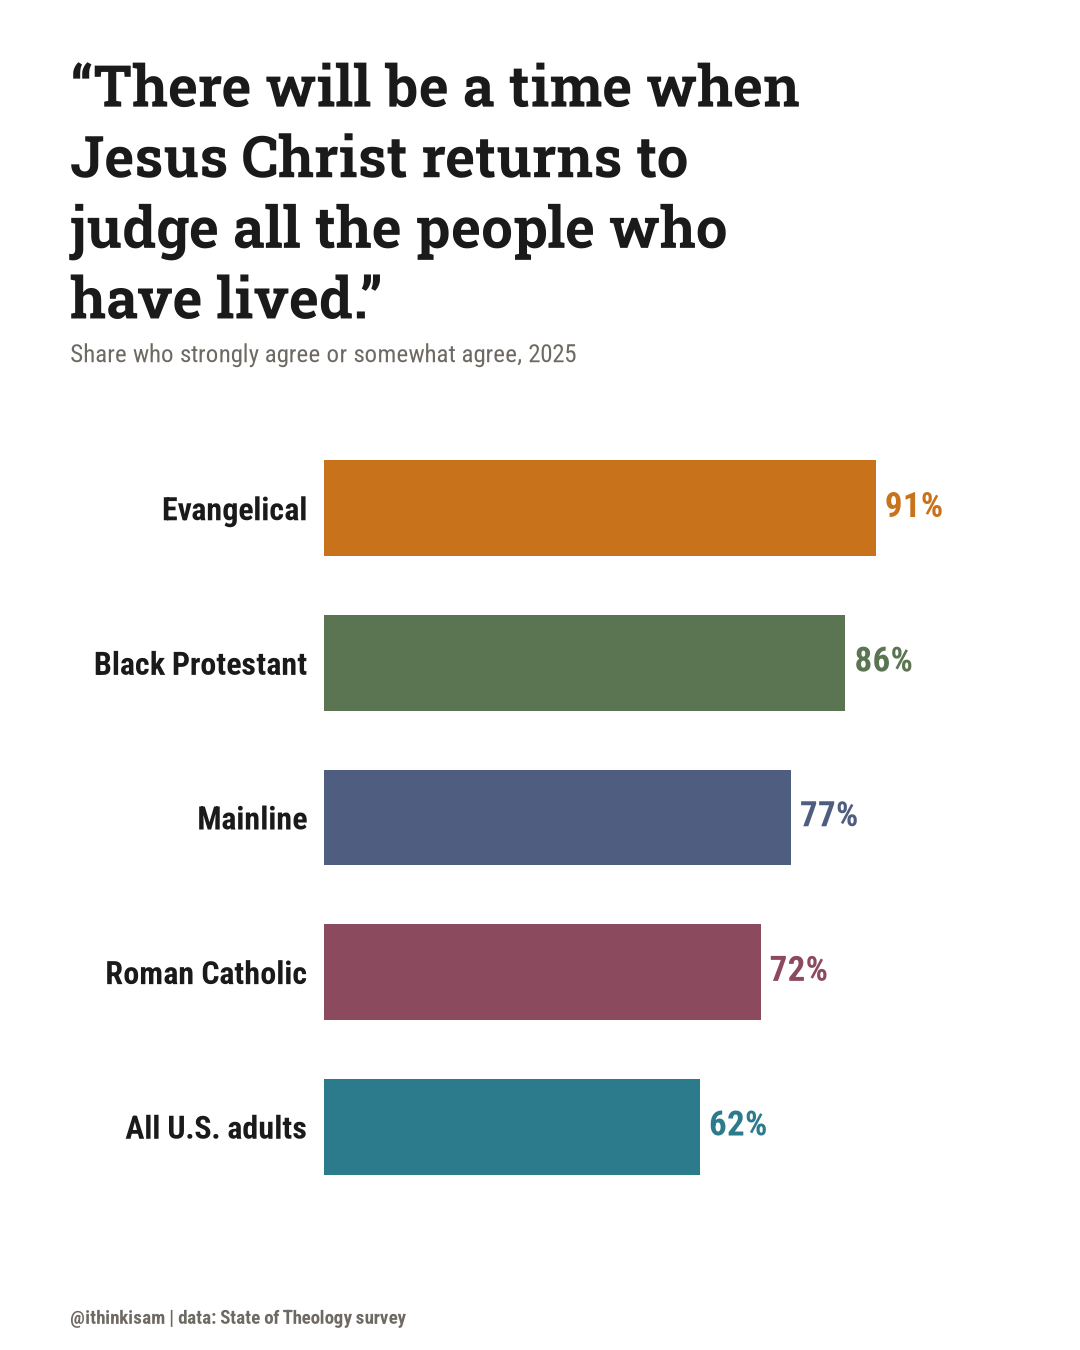 “There will be a time when
Jesus Christ returns to
judge all the people who
have lived.”
Share who strongly agree or somewhat agree, 2025
Evangelical 91%
Black Protestant 86%
Mainline 77%
Roman Catholic 72%
All U.S. adults 62%
@ithinkisam | data: State of Theology survey